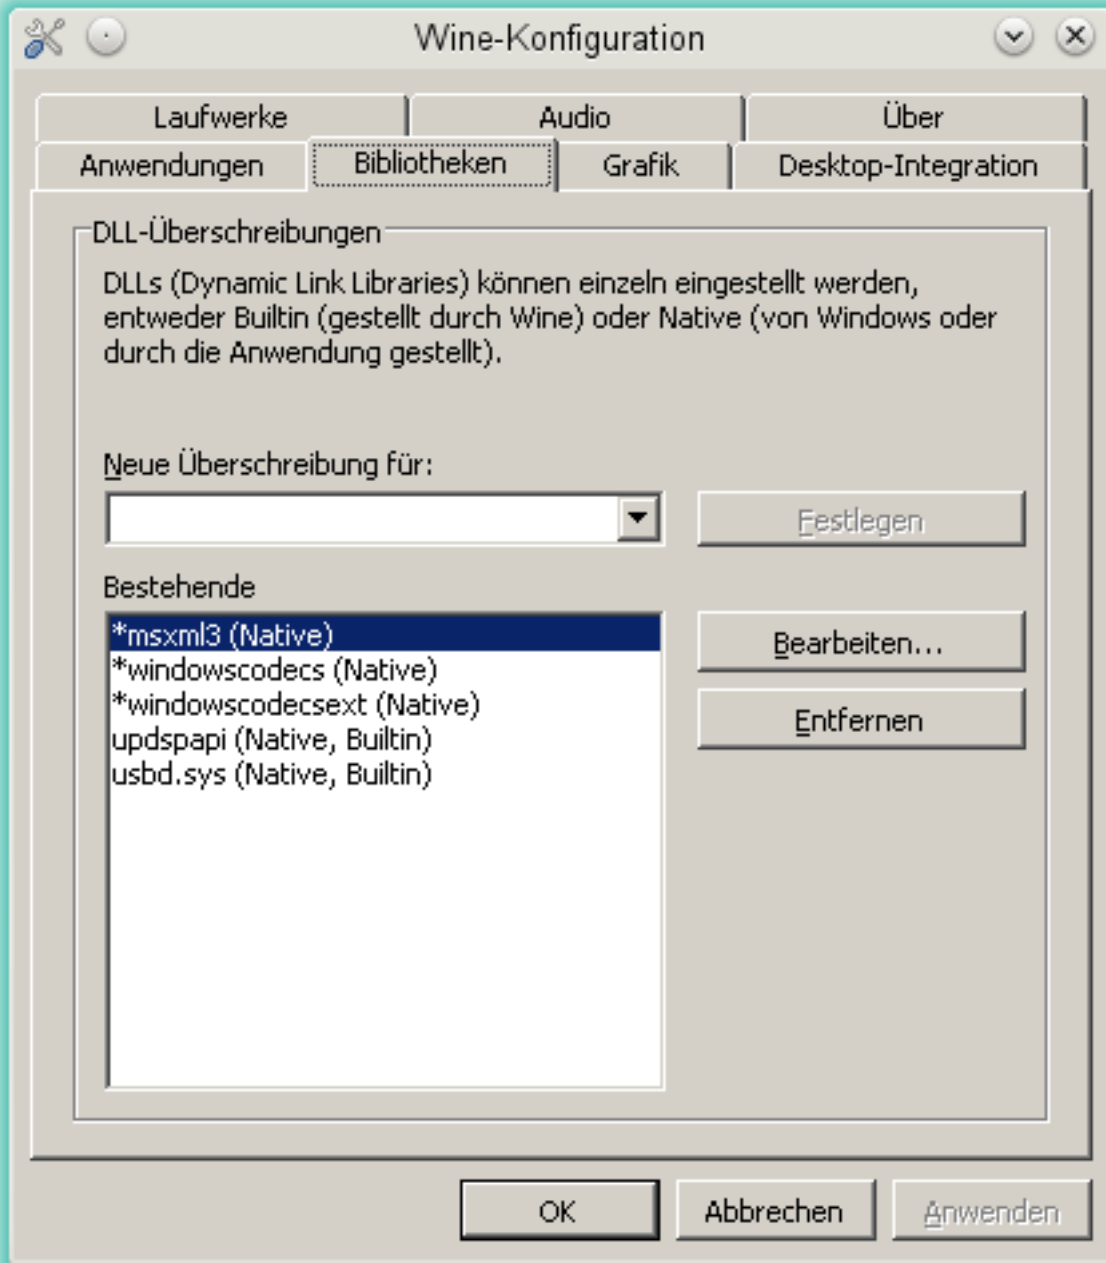 Wine-Konfiguration
Laufwerke
Audio
Über
Anwendungen
Bibliotheken
Grafik
Desktop-Integration
DLL-Überschreibungen
DLLs (Dynamic Link Libraries) können einzeln eingestellt werden,
entweder Builtin (gestellt durch Wine) oder Native (von Windows oder
durch die Anwendung gestellt).
Neue Überschreibung für:
Festlegen
Bestehende
*msxml3 (Native)
*windowscodecs (Native)
*windowscodecsext (Native)
updspapi (Native, Builtin)
usbd.sys (Native, Builtin)
Bearbeiten...
Entfernen
OK
Abbrechen
Anwenden